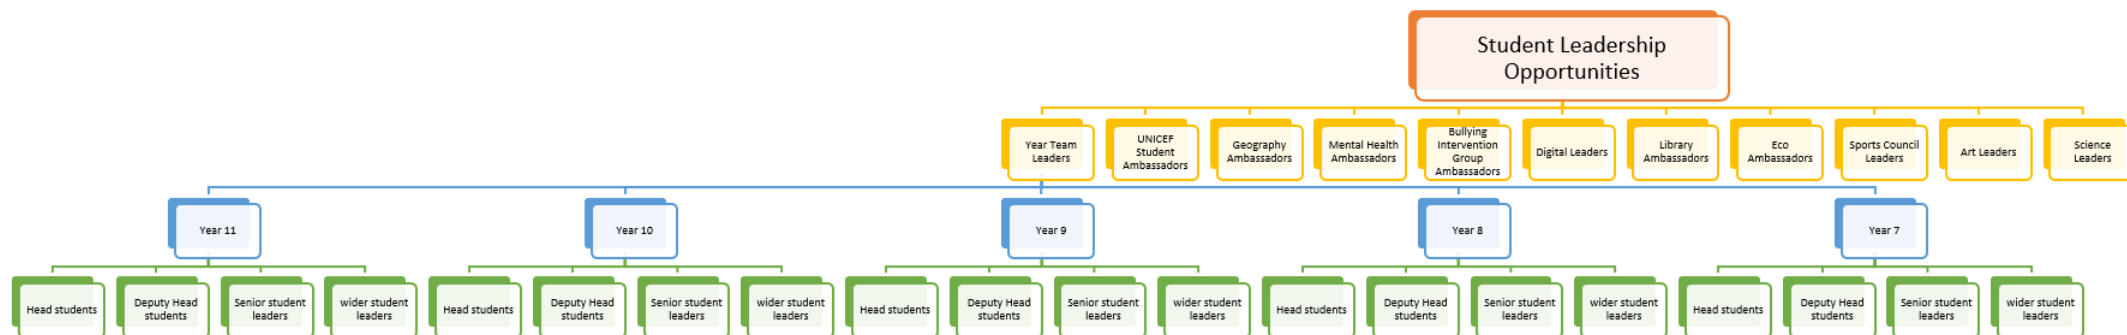 Student Leadership
Opportunities
Year Team
Leaders
UNICEF
Student
Ambassadors
Geography
Ambassadors
Mental Health
Ambassadors
Bullying
Intervention
Group
Ambassadors
Digital Leaders
Library
Ambassadors
Eco
Ambassadors
Sports Council
Leaders
Art Leaders
Science
Leaders
Year 11
Year 10
Year 9
Year 8
Year 7
Head students
Deputy Head
students
Senior student
leaders
wider student
leaders
Head students
Deputy Head
students
Senior student
leaders
wider student
leaders
Head students
Deputy Head
students
Senior student
leaders
wider student
leaders
Head students
Deputy Head
students
Senior student
leaders
wider student
leaders
Head students
Deputy Head
students
Senior student
leaders
wider student
leaders